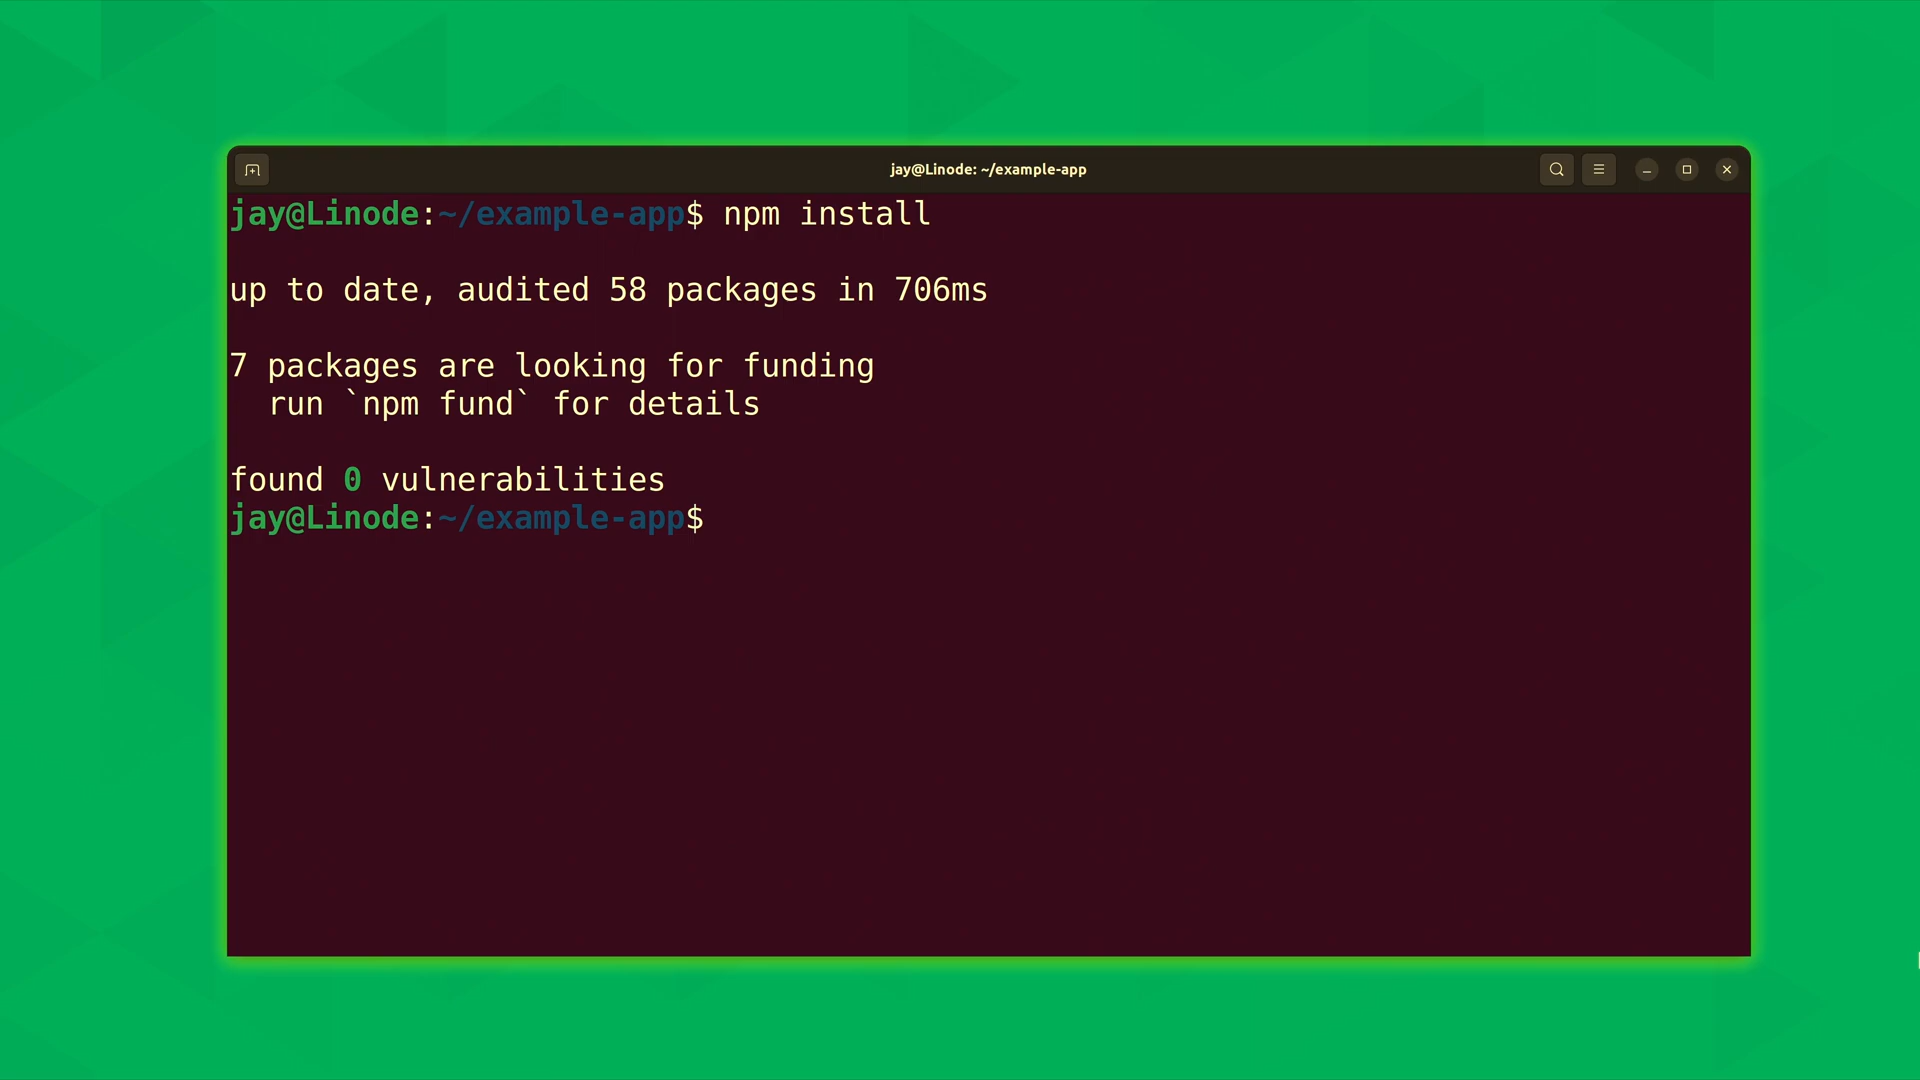 jay@Linode: ~/example-app
jay@Linode:~/example-app$ npm install
up to date, audited 58 packages in 706ms
7 packages are looking for funding
  run `npm fund` for details
found 0 vulnerabilities
jay@Linode:~/example-app$